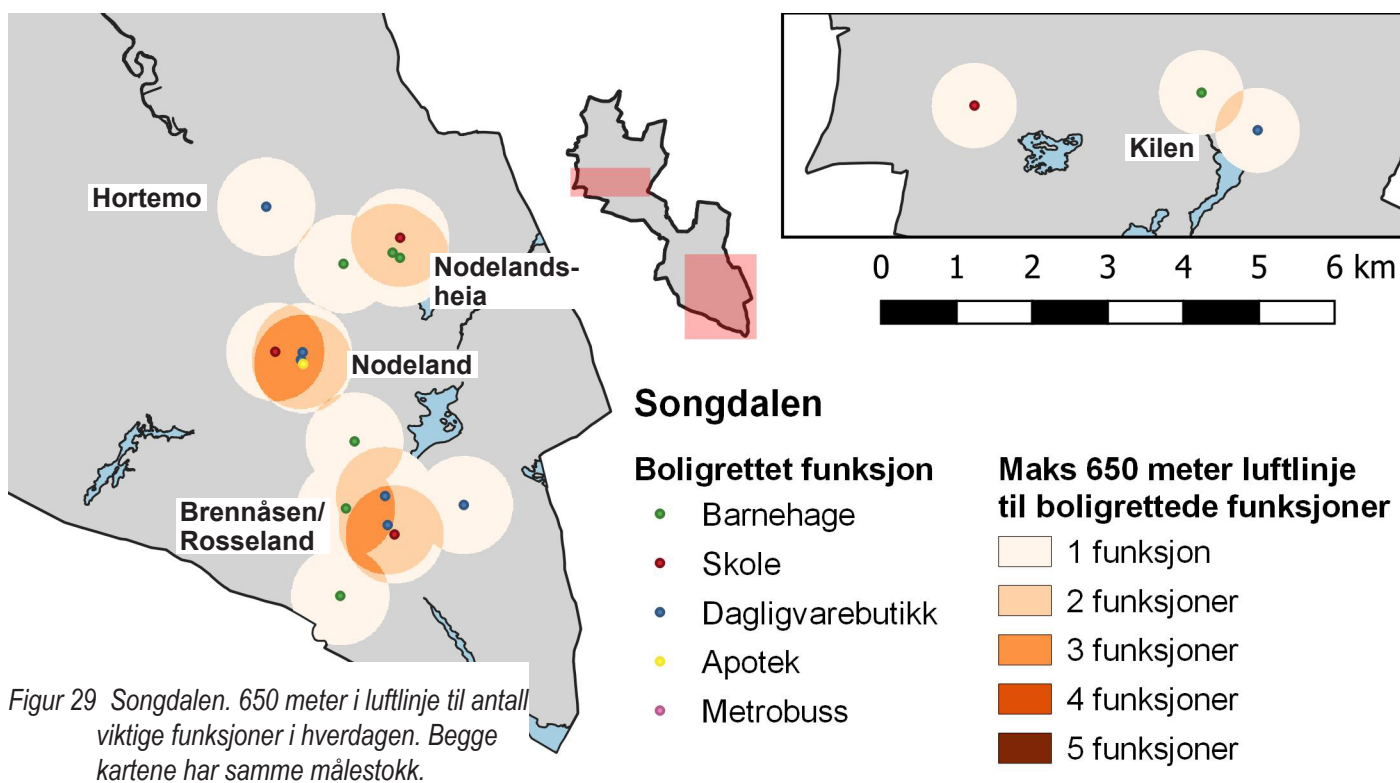 Hortemo
Nodelands-
heia
Nodeland
Brennåsen/
Rosseland
Kilen
0 1 2 3 4 5 6 km
Songdalen
Boligrettet funksjon
Barnehage
Skole
Dagligvarebutikk
Apotek
Metrobuss
Maks 650 meter luftlinje
til boligrettede funksjoner
1 funksjon
2 funksjoner
3 funksjoner
4 funksjoner
5 funksjoner
Figur 29 Songdalen. 650 meter i luftlinje til antall
viktige funksjoner i hverdagen. Begge
kartene har samme målestokk.